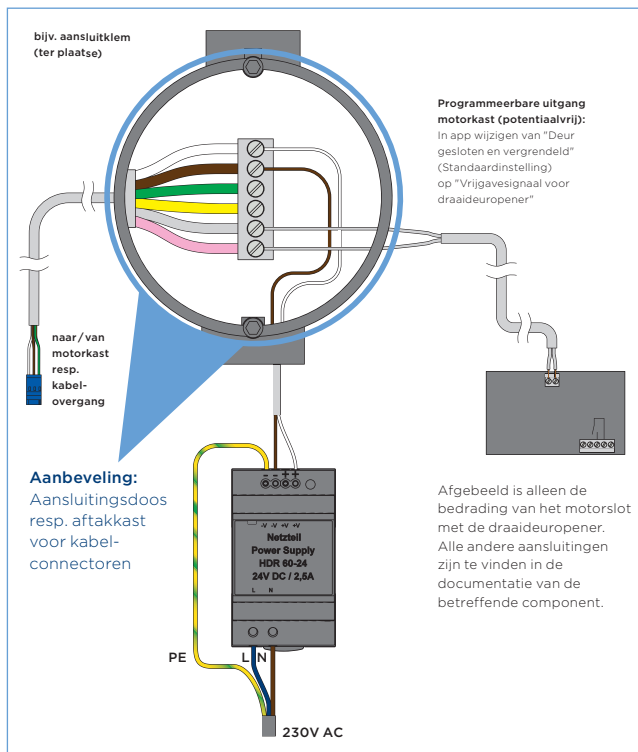 bijv. aansluitklem
(ter plaatse)
Programmeerbare uitgang
motorkast (potentiaalvrij):
In app wijzigen van "Deur
gesloten en vergrendeld"
(Standaardinstelling)
op "Vrijgavesignaal voor
draaideuropener"
naar/van
motorkast
resp.
kabel-
overgang
Aanbeveling:
Aansluitingsdoos
resp. aftakkast
voor kabel-
connectoren
- - + +
-V -V +V +V
Netzteil
Power Supply
HDR 60-24
24V DC / 2,5A
L N
Afgebeeld is alleen de
bedrading van het motorslot
met de draaideuropener.
Alle andere aansluitingen
zijn te vinden in de
documentatie van de
betreffende component.
PE
L N
230V AC